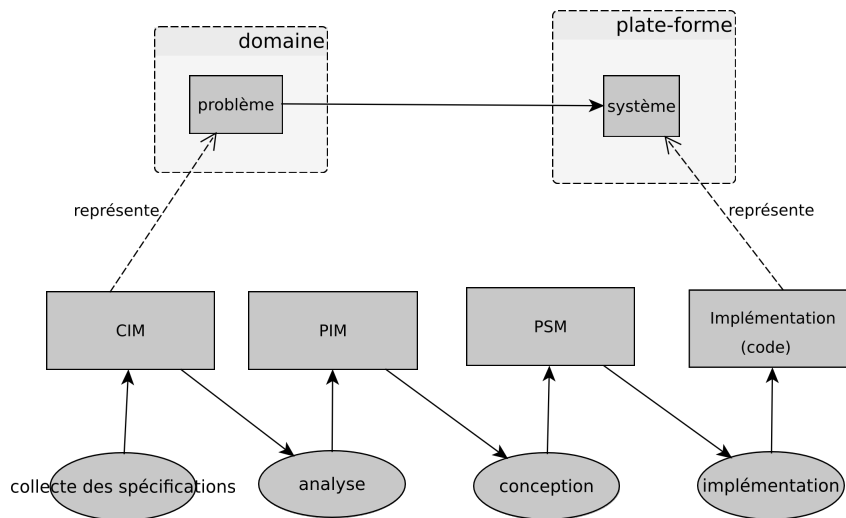 domaine
plate-forme
problème
système
représente
représente
CIM
PIM
PSM
Implémentation
(code)
collecte des spécifications
analyse
conception
implémentation